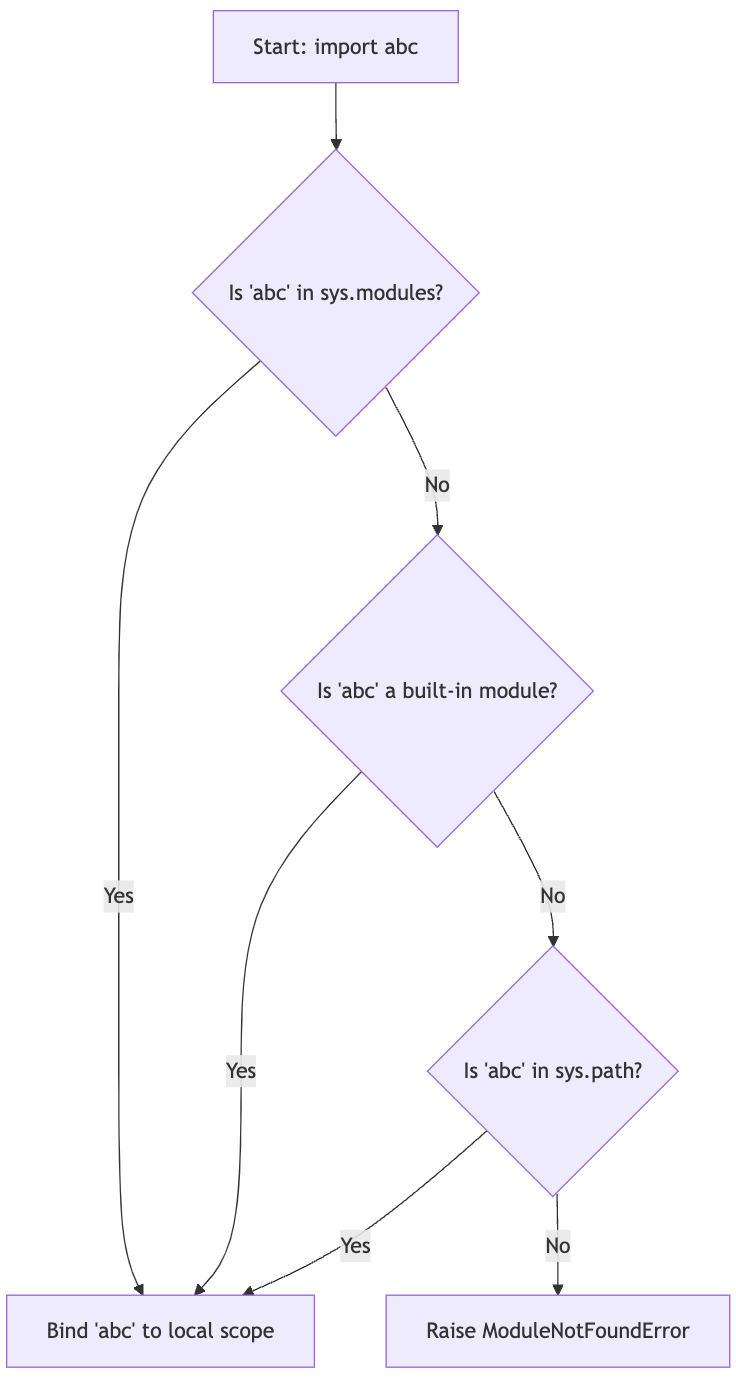 Start: import abc
Is 'abc' in sys.modules?
No
Is 'abc' a built-in module?
Yes
No
Yes
Is 'abc' in sys.path?
Yes
No
Bind 'abc' to local scope
Raise ModuleNotFoundError